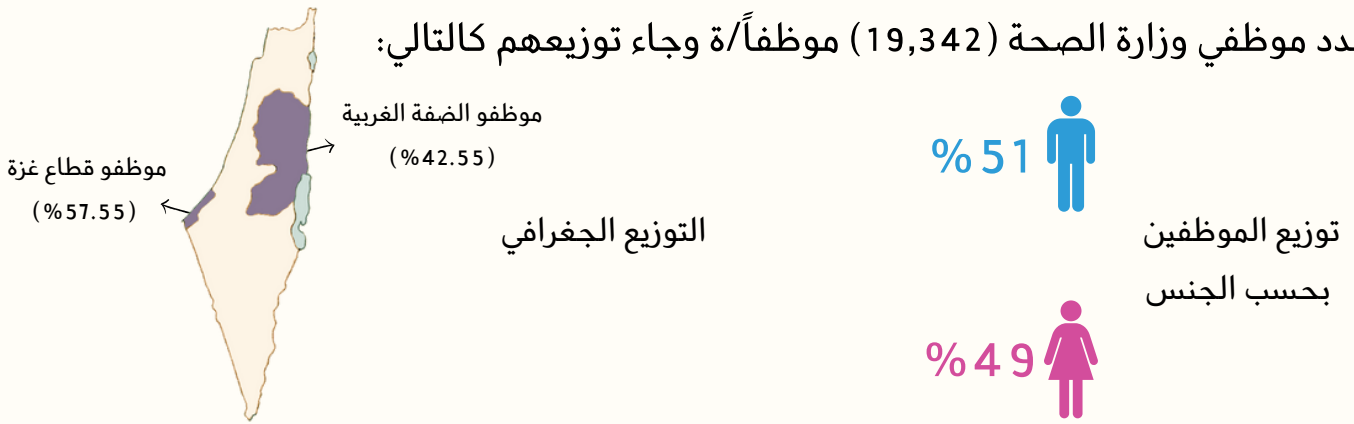 دد موظفي وزارة الصحة (19,342) موظفاً/ة وجاء توزيعهم كالتالي:
%51
توزيع الموظفين
بحسب الجنس
%49
التوزيع الجغرافي
موظفو الضفة الغربية
(%42.55)
موظفو قطاع غزة
(%57.55)